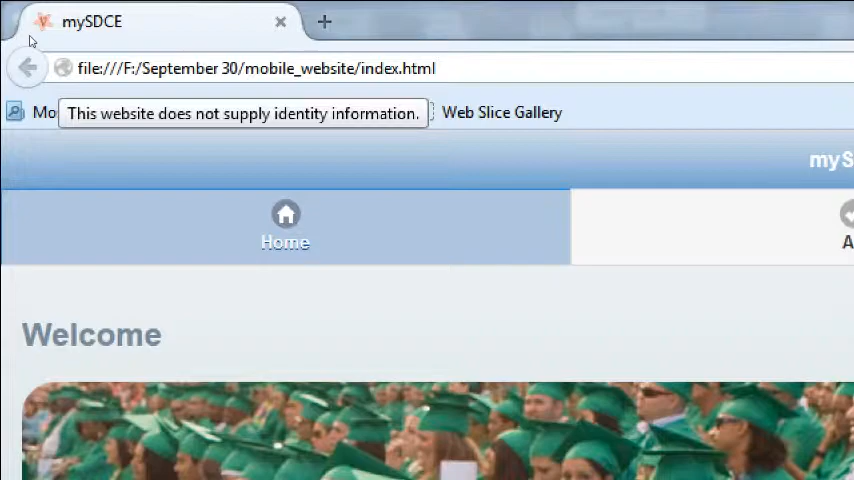 mySDCE
file:///F:/September 30/mobile_website/index.html
This website does not supply identity information.
Web Slice Gallery
Home
Welcome